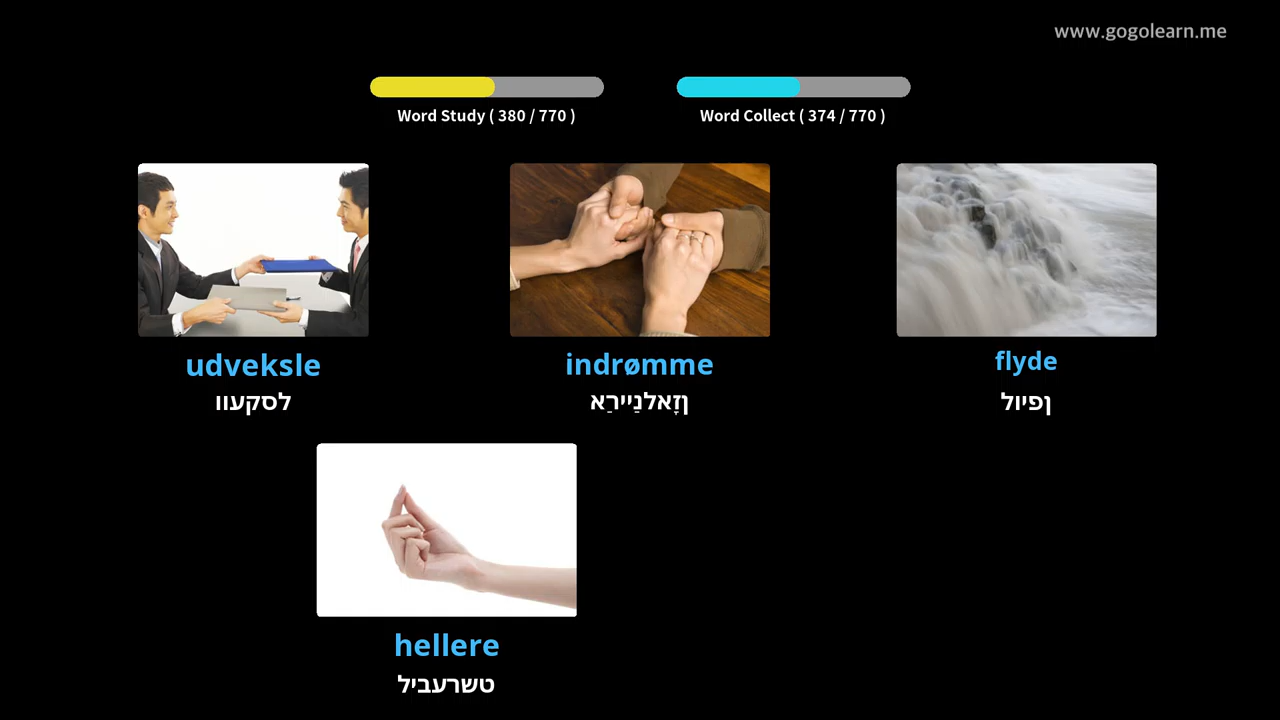 www.gogolearn.me
Word Study ( 380 / 770 )
Word Collect ( 374 / 770 )
udveksle
לסקעוו
indrømme
ןזָאלנַיירַא
flyde
ןפיול
hellere
טשרעביל